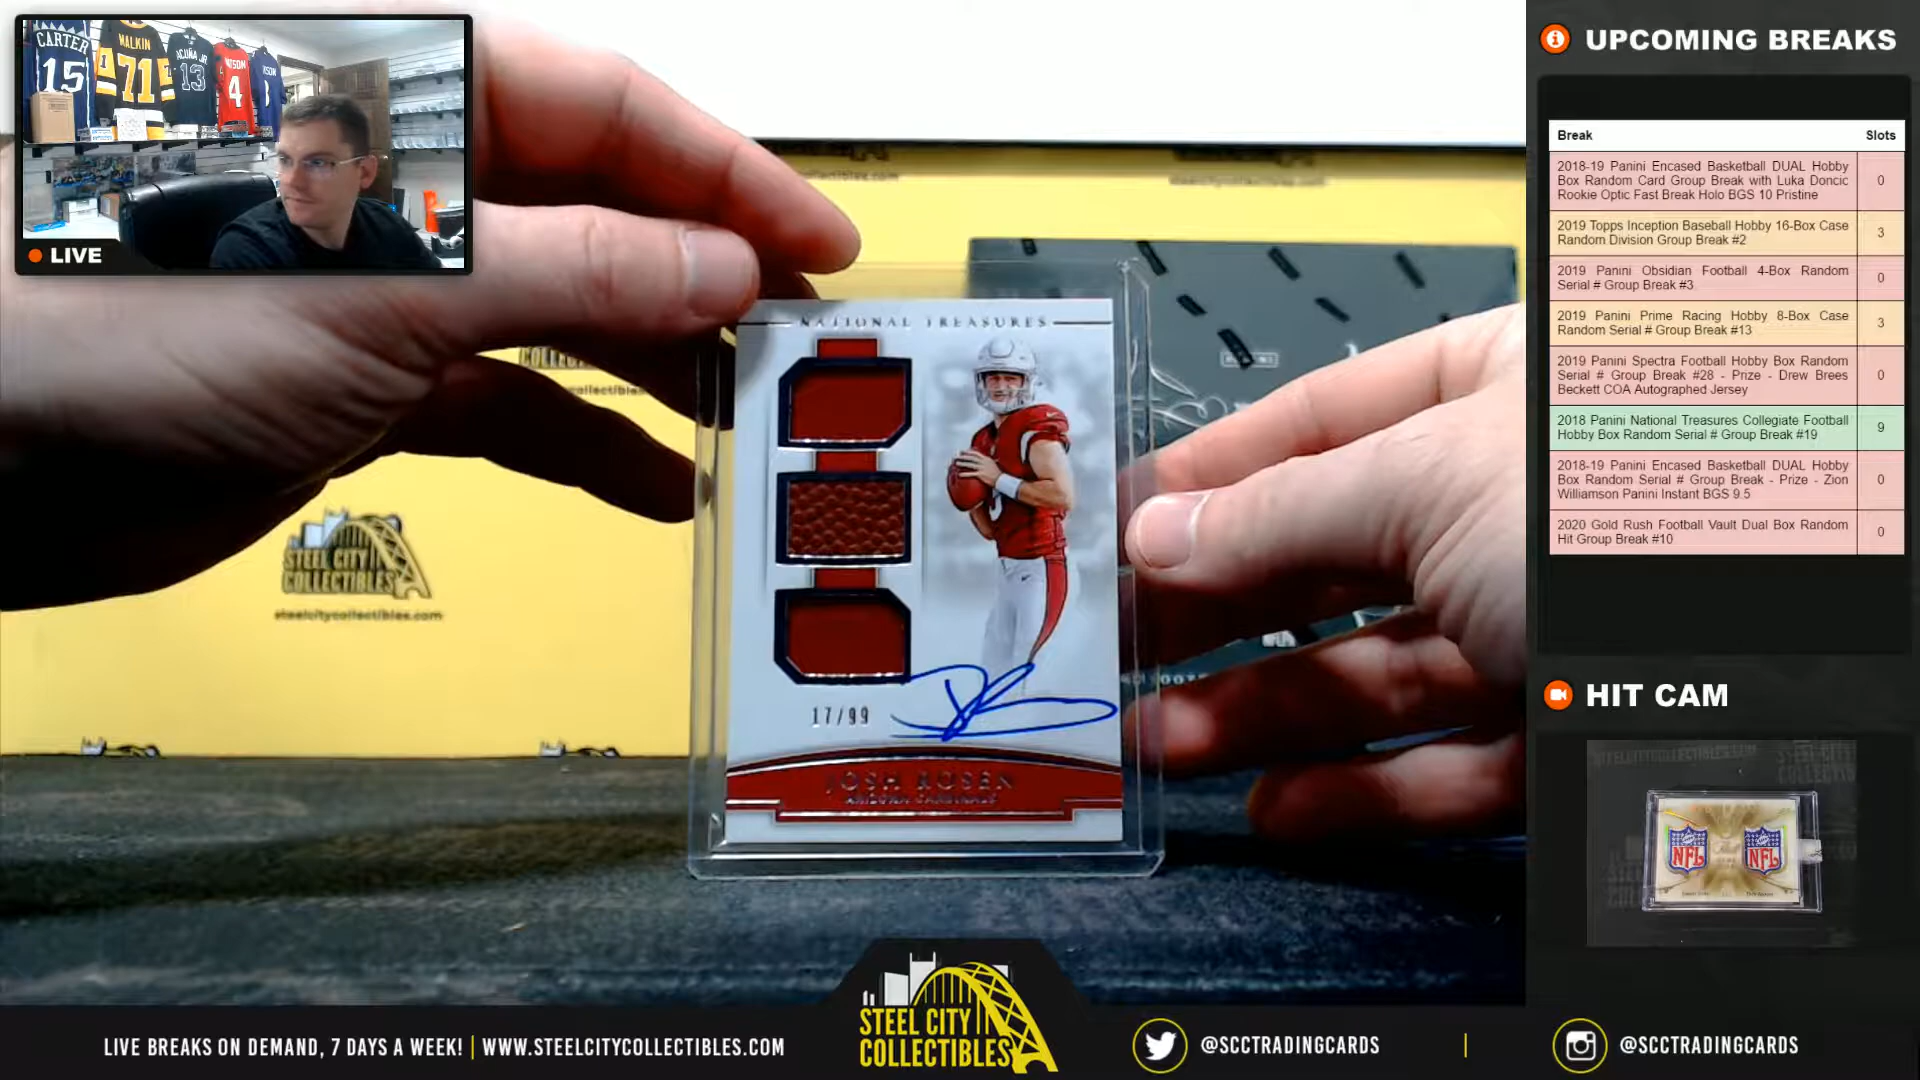 CARTER
15
MALKIN
71
ACUÑA JR
13
4
LIVE
UPCOMING BREAKS
Break Slots
2018-19 Panini Encased Basketball DUAL Hobby
Box Random Card Group Break with Luka Doncic
Rookie Optic Fast Break Holo BGS 10 Pristine
0
2019 Topps Inception Baseball Hobby 16-Box Case
Random Division Group Break #2
3
2019 Panini Obsidian Football 4-Box Random
Serial # Group Break #3
0
2019 Panini Prime Racing Hobby 8-Box Case
Random Serial # Group Break #13
3
2019 Panini Spectra Football Hobby Box Random
Serial # Group Break #28 - Prize - Drew Brees
Beckett COA Autographed Jersey
0
2018 Panini National Treasures Collegiate Football
Hobby Box Random Serial # Group Break #19
9
2018-19 Panini Encased Basketball DUAL Hobby
Box Random Serial # Group Break - Prize - Zion
Williamson Panini Instant BGS 9.5
0
2020 Gold Rush Football Vault Dual Box Random
Hit Group Break #10
0
NATIONAL TREASURES
17/99
JOSH ROSEN
ARIZONA CARDINALS
STEEL CITY
COLLECTIBLES
steelcitycollectibles.com
HIT CAM
NFL
NFL
LIVE BREAKS ON DEMAND, 7 DAYS A WEEK! | WWW.STEELCITYCOLLECTIBLES.COM
STEEL CITY
COLLECTIBLES
@SCCTRADINGCARDS
@SCCTRADINGCARDS